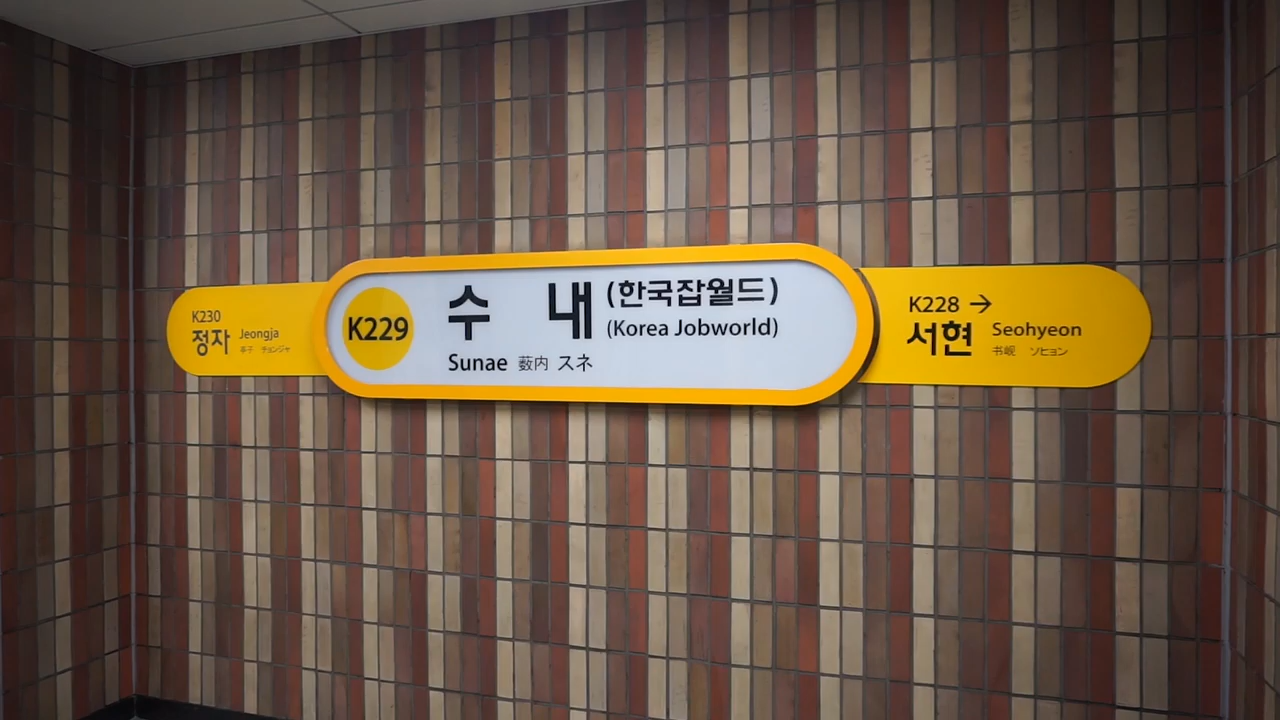 K230
정자 Jeongja
亭子 チョンジャ
K229
수내 (한국잡월드)
(Korea Jobworld)
Sunae 薮内 スネ
K228 →
서현 Seohyeon
书岘 ソヒョン